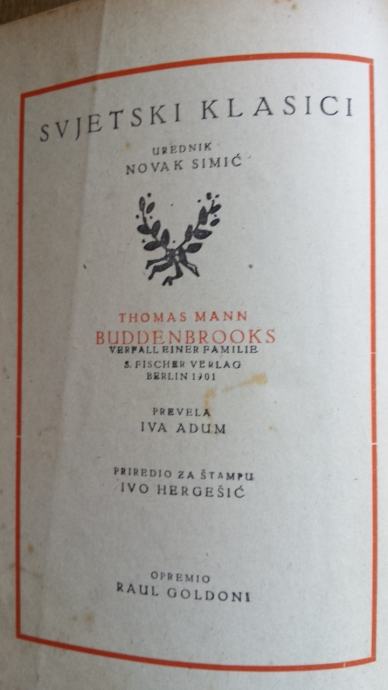 SVJETSKI KLASICI
UREDNIK
NOVAK SIMIĆ
THOMAS MANN
BUDDENBROOKS
VERFALL EINER FAMILIE
S. FISCHER VERLAG
BERLIN 1901
PREVELA
IVA ADUM
PRIREDIO ZA ŠTAMPU
IVO HERGEŠIĆ
OPREMIO
RAUL GOLDONI